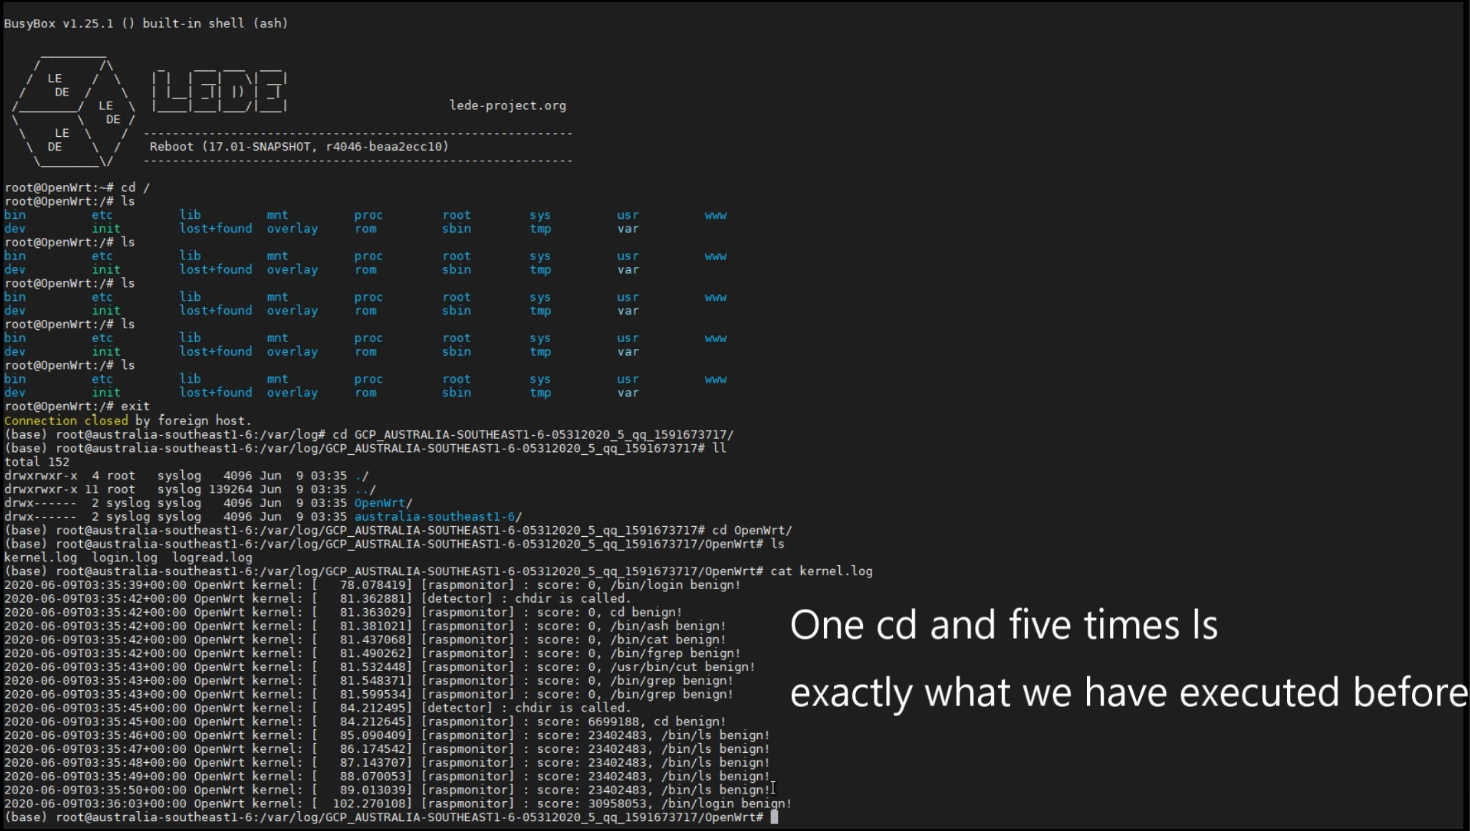 BusyBox v1.25.1 () built-in shell (ash)
LE
DE
LE
DE
LE
DE
LEDE
lede-project.org
Reboot (17.01-SNAPSHOT, r4046-beaa2ecc10)
root@OpenWrt:~# cd /
root@OpenWrt:/# ls
bin etc lib mnt proc root sys usr www
dev init lost+found overlay rom sbin tmp var
root@OpenWrt:/# ls
bin etc lib mnt proc root sys usr www
dev init lost+found overlay rom sbin tmp var
root@OpenWrt:/# ls
bin etc lib mnt proc root sys usr www
dev init lost+found overlay rom sbin tmp var
root@OpenWrt:/# ls
bin etc lib mnt proc root sys usr www
dev init lost+found overlay rom sbin tmp var
root@OpenWrt:/# ls
bin etc lib mnt proc root sys usr www
dev init lost+found overlay rom sbin tmp var
root@OpenWrt:/# exit
Connection closed by foreign host.
(base) root@australia-southeast1-6:/var/log# cd GCP_AUSTRALIA-SOUTHEAST1-6-05312020_5_qq_1591673717/
(base) root@australia-southeast1-6:/var/log/GCP_AUSTRALIA-SOUTHEAST1-6-05312020_5_qq_1591673717# ll
total 152
drwxrwxr-x 4 root syslog 4096 Jun 9 03:35 ./
drwxrwxr-x 11 root syslog 139264 Jun 9 03:35 ../
drwx------ 2 syslog syslog 4096 Jun 9 03:35 OpenWrt/
drwx------ 2 syslog syslog 4096 Jun 9 03:35 australia-southeast1-6/
(base) root@australia-southeast1-6:/var/log/GCP_AUSTRALIA-SOUTHEAST1-6-05312020_5_qq_1591673717# cd OpenWrt/
(base) root@australia-southeast1-6:/var/log/GCP_AUSTRALIA-SOUTHEAST1-6-05312020_5_qq_1591673717/OpenWrt# ls
kernel.log login.log logread.log
(base) root@australia-southeast1-6:/var/log/GCP_AUSTRALIA-SOUTHEAST1-6-05312020_5_qq_1591673717/OpenWrt# cat kernel.log
2020-06-09T03:35:39+00:00 OpenWrt kernel: [ 78.078419] [raspmonitor] : score: 0, /bin/login benign!
2020-06-09T03:35:42+00:00 OpenWrt kernel: [ 81.362881] [detector] : chdir is called.
2020-06-09T03:35:42+00:00 OpenWrt kernel: [ 81.363029] [raspmonitor] : score: 0, cd benign!
2020-06-09T03:35:42+00:00 OpenWrt kernel: [ 81.381021] [raspmonitor] : score: 0, /bin/ash benign!
2020-06-09T03:35:42+00:00 OpenWrt kernel: [ 81.437068] [raspmonitor] : score: 0, /bin/cat benign!
2020-06-09T03:35:42+00:00 OpenWrt kernel: [ 81.490262] [raspmonitor] : score: 0, /bin/fgrep benign!
2020-06-09T03:35:43+00:00 OpenWrt kernel: [ 81.532448] [raspmonitor] : score: 0, /usr/bin/cut benign!
2020-06-09T03:35:43+00:00 OpenWrt kernel: [ 81.548371] [raspmonitor] : score: 0, /bin/grep benign!
2020-06-09T03:35:43+00:00 OpenWrt kernel: [ 81.599534] [raspmonitor] : score: 0, /bin/grep benign!
2020-06-09T03:35:45+00:00 OpenWrt kernel: [ 84.212495] [detector] : chdir is called.
2020-06-09T03:35:45+00:00 OpenWrt kernel: [ 84.212645] [raspmonitor] : score: 6699188, cd benign!
2020-06-09T03:35:46+00:00 OpenWrt kernel: [ 85.090409] [raspmonitor] : score: 23402483, /bin/ls benign!
2020-06-09T03:35:47+00:00 OpenWrt kernel: [ 86.174542] [raspmonitor] : score: 23402483, /bin/ls benign!
2020-06-09T03:35:48+00:00 OpenWrt kernel: [ 87.143707] [raspmonitor] : score: 23402483, /bin/ls benign!
2020-06-09T03:35:49+00:00 OpenWrt kernel: [ 88.070053] [raspmonitor] : score: 23402483, /bin/ls benign!
2020-06-09T03:35:50+00:00 OpenWrt kernel: [ 89.013039] [raspmonitor] : score: 23402483, /bin/ls benign!
2020-06-09T03:36:03+00:00 OpenWrt kernel: [ 102.270108] [raspmonitor] : score: 30958053, /bin/login benign!
(base) root@australia-southeast1-6:/var/log/GCP_AUSTRALIA-SOUTHEAST1-6-05312020_5_qq_1591673717/OpenWrt#
One cd and five times ls
exactly what we have executed before